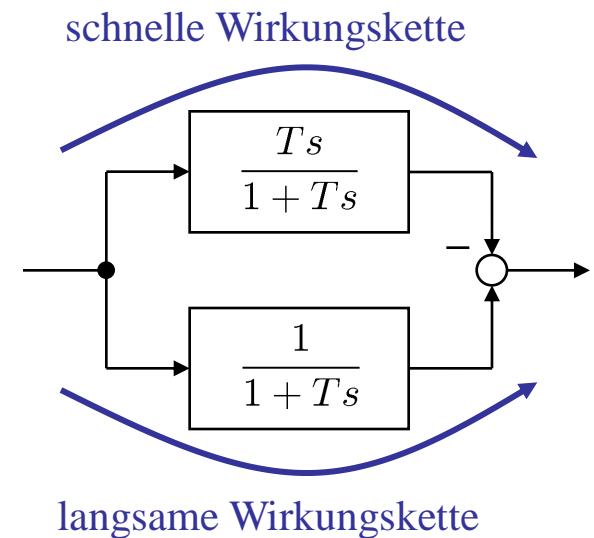 schnelle Wirkungskette
Ts
1 + Ts
−
1
1 + Ts
langsame Wirkungskette